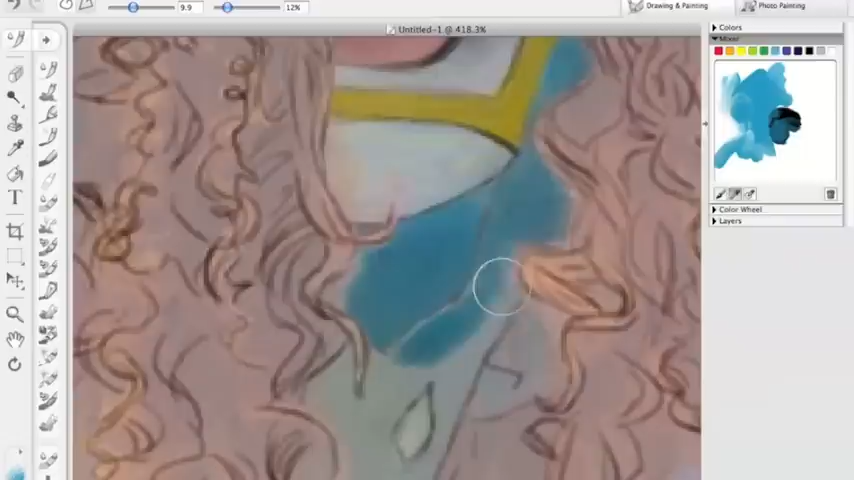 9.9
12%
Drawing & Painting
Photo Painting
Untitled-1 @ 418.3%
Colors
Mixer
T
Color Wheel
Layers